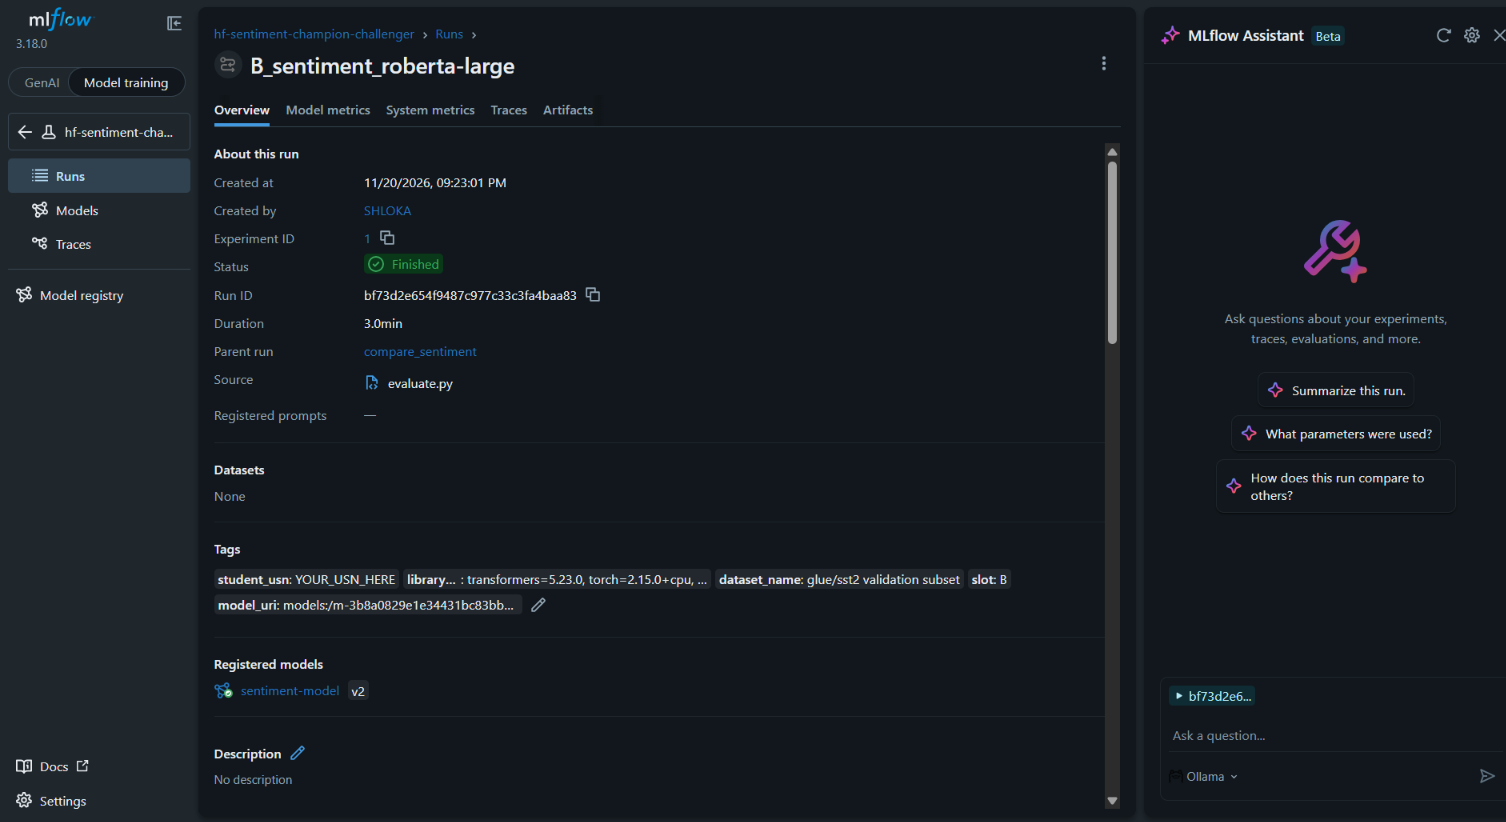 mlflow
3.18.0
GenAI Model training
hf-sentiment-cha...
Runs
Models
Traces
Model registry
Docs
Settings
hf-sentiment-champion-challenger > Runs >
B_sentiment_roberta-large
Overview Model metrics System metrics Traces Artifacts
About this run
Created at 11/20/2026, 09:23:01 PM
Created by SHLOKA
Experiment ID 1
Status Finished
Run ID bf73d2e654f9487c977c33c3fa4baa83
Duration 3.0min
Parent run compare_sentiment
Source evaluate.py
Registered prompts —
Datasets
None
Tags
student_usn: YOUR_USN_HERE library... : transformers=5.23.0, torch=2.15.0+cpu, ... dataset_name: glue/sst2 validation subset slot: B
model_uri: models:/m-3b8a0829e1e34431bc83bb...
Registered models
sentiment-model v2
Description
No description
MLflow Assistant Beta
Ask questions about your experiments,
traces, evaluations, and more.
Summarize this run.
What parameters were used?
How does this run compare to
others?
bf73d2e6...
Ask a question...
Ollama